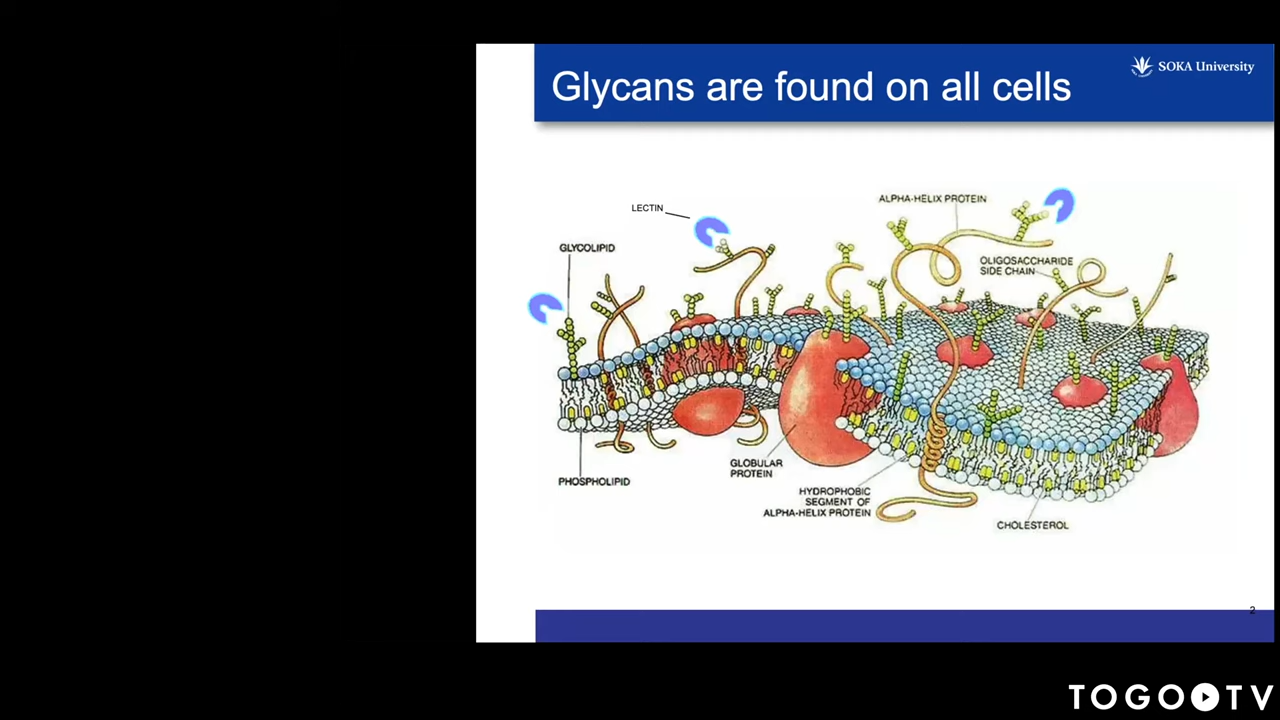 Glycans are found on all cells
SOKA University
LECTIN
ALPHA-HELIX PROTEIN
GLYCOLIPID
OLIGOSACCHARIDE
SIDE CHAIN
GLOBULAR
PROTEIN
PHOSPHOLIPID
HYDROPHOBIC
SEGMENT OF
ALPHA-HELIX PROTEIN
CHOLESTEROL
2
TOGO TV